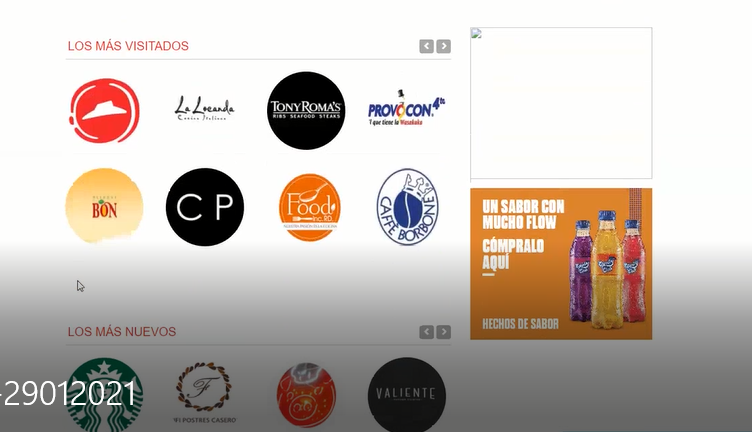 LOS MÁS VISITADOS
La Locanda
Cucina Italiana
TONY ROMA'S
RIBS SEAFOOD STEAKS
PROVOCON 4to
Y que tiene la Wasakaka
BON
CP
Food
inc. RD
CAFFÈ BORBONE
UN SABOR CON
MUCHO FLOW
CÓMPRALO
AQUÍ
HECHOS DE SABOR
LOS MÁS NUEVOS
-29012021
F
POSTRES CASERO
VALIENTE